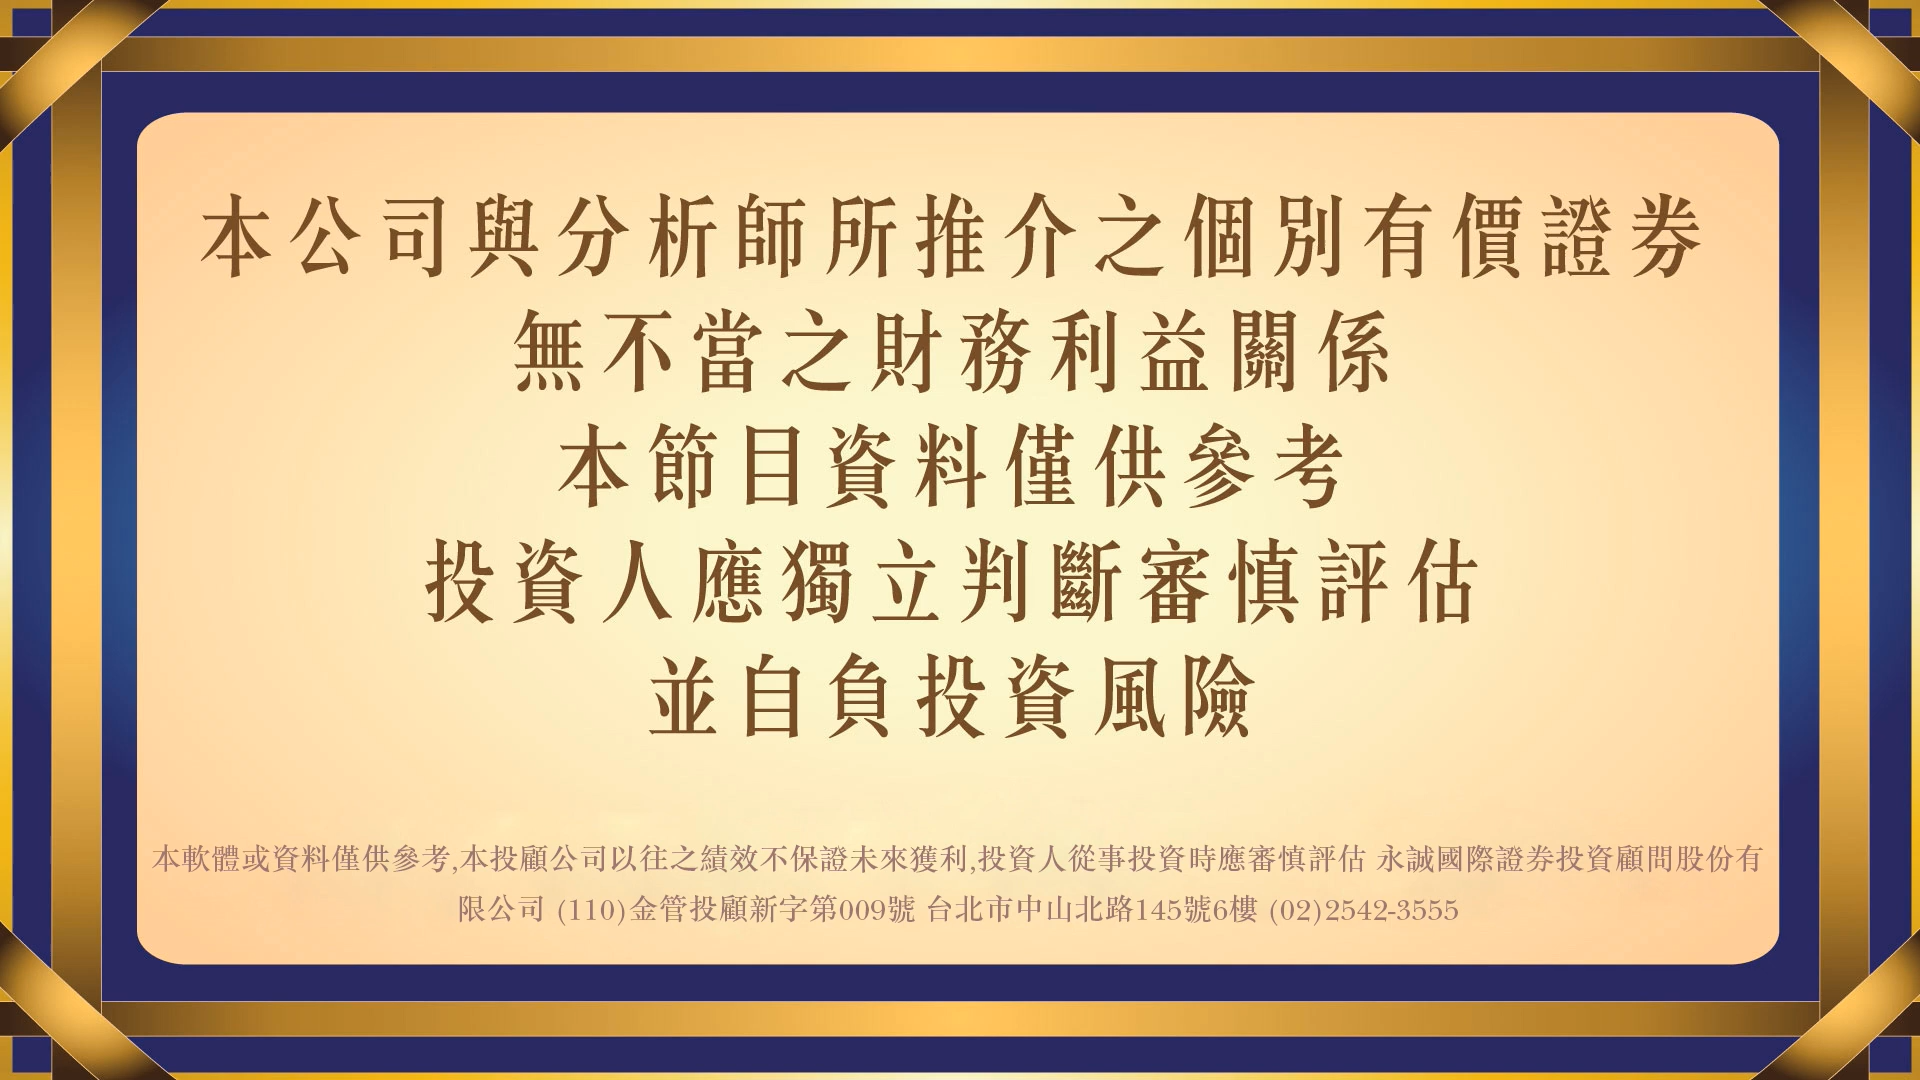 本公司與分析師所推介之個別有價證券
無不當之財務利益關係
本節目資料僅供參考
投資人應獨立判斷審慎評估
並自負投資風險
本軟體或資料僅供參考,本投顧公司以往之績效不保證未來獲利,投資人從事投資時應審慎評估 永誠國際證券投資顧問股份有
限公司 (110)金管投顧新字第009號 台北市中山北路145號6樓 (02)2542-3555